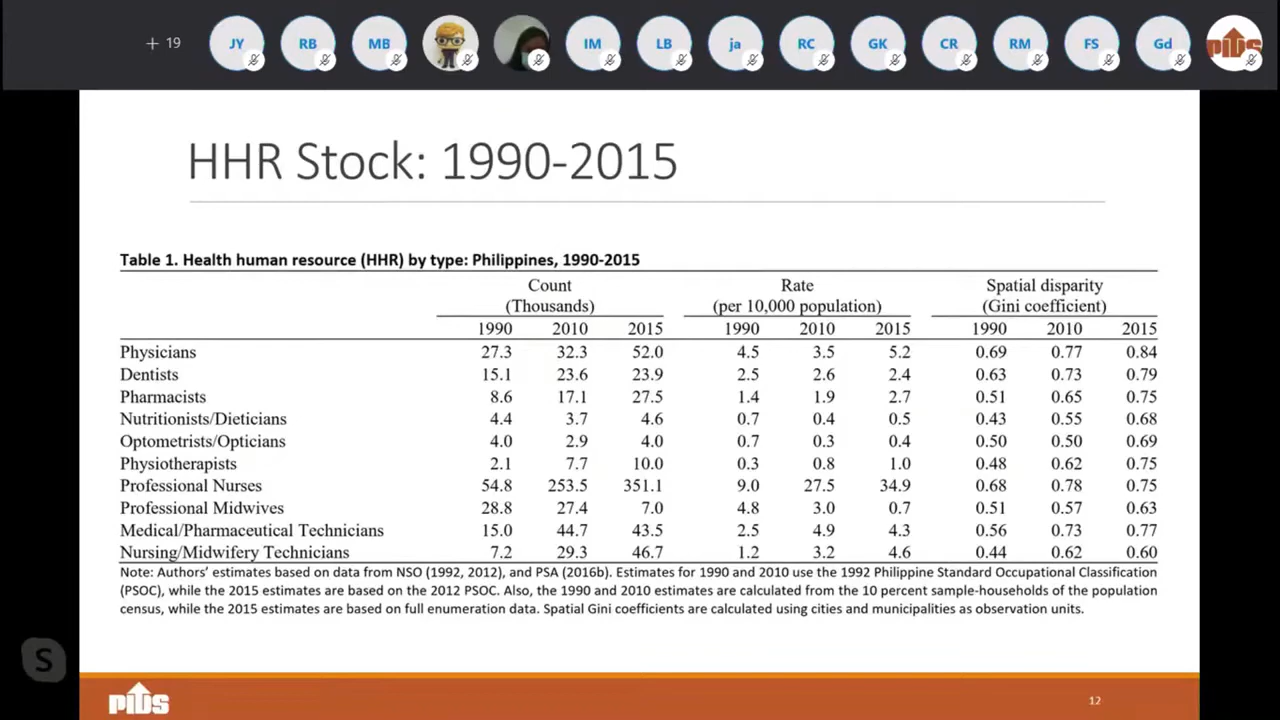 + 19 JY RB MB IM LB ja RC GK CR RM FS Gd PIDS
HHR Stock: 1990-2015
Table 1. Health human resource (HHR) by type: Philippines, 1990-2015
Count Rate Spatial disparity
(Thousands) (per 10,000 population) (Gini coefficient)
1990 2010 2015 1990 2010 2015 1990 2010 2015
Physicians 27.3 32.3 52.0 4.5 3.5 5.2 0.69 0.77 0.84
Dentists 15.1 23.6 23.9 2.5 2.6 2.4 0.63 0.73 0.79
Pharmacists 8.6 17.1 27.5 1.4 1.9 2.7 0.51 0.65 0.75
Nutritionists/Dieticians 4.4 3.7 4.6 0.7 0.4 0.5 0.43 0.55 0.68
Optometrists/Opticians 4.0 2.9 4.0 0.7 0.3 0.4 0.50 0.50 0.69
Physiotherapists 2.1 7.7 10.0 0.3 0.8 1.0 0.48 0.62 0.75
Professional Nurses 54.8 253.5 351.1 9.0 27.5 34.9 0.68 0.78 0.75
Professional Midwives 28.8 27.4 7.0 4.8 3.0 0.7 0.51 0.57 0.63
Medical/Pharmaceutical Technicians 15.0 44.7 43.5 2.5 4.9 4.3 0.56 0.73 0.77
Nursing/Midwifery Technicians 7.2 29.3 46.7 1.2 3.2 4.6 0.44 0.62 0.60
Note: Authors' estimates based on data from NSO (1992, 2012), and PSA (2016b). Estimates for 1990 and 2010 use the 1992 Philippine Standard Occupational Classification
(PSOC), while the 2015 estimates are based on the 2012 PSOC. Also, the 1990 and 2010 estimates are calculated from the 10 percent sample-households of the population
census, while the 2015 estimates are based on full enumeration data. Spatial Gini coefficients are calculated using cities and municipalities as observation units.
S
PIDS 12